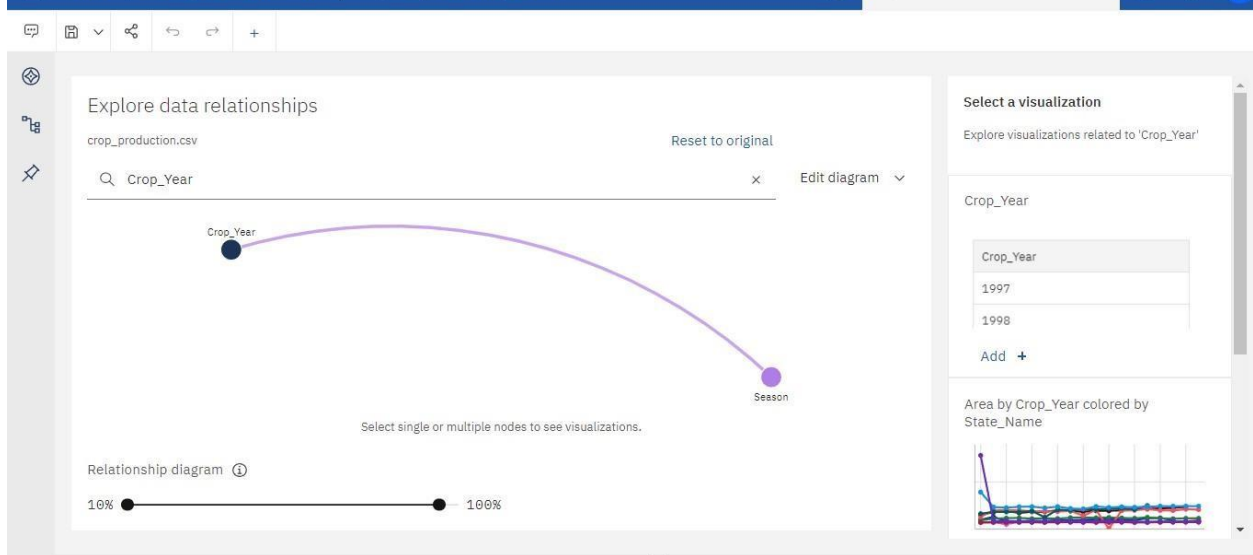 Explore data relationships
crop_production.csv
Reset to original
Crop_Year
Edit diagram
Crop_Year
Season
Select single or multiple nodes to see visualizations.
Relationship diagram
10%
100%
Select a visualization
Explore visualizations related to 'Crop_Year'
Crop_Year
Crop_Year
1997
1998
Add +
Area by Crop_Year colored by
State_Name